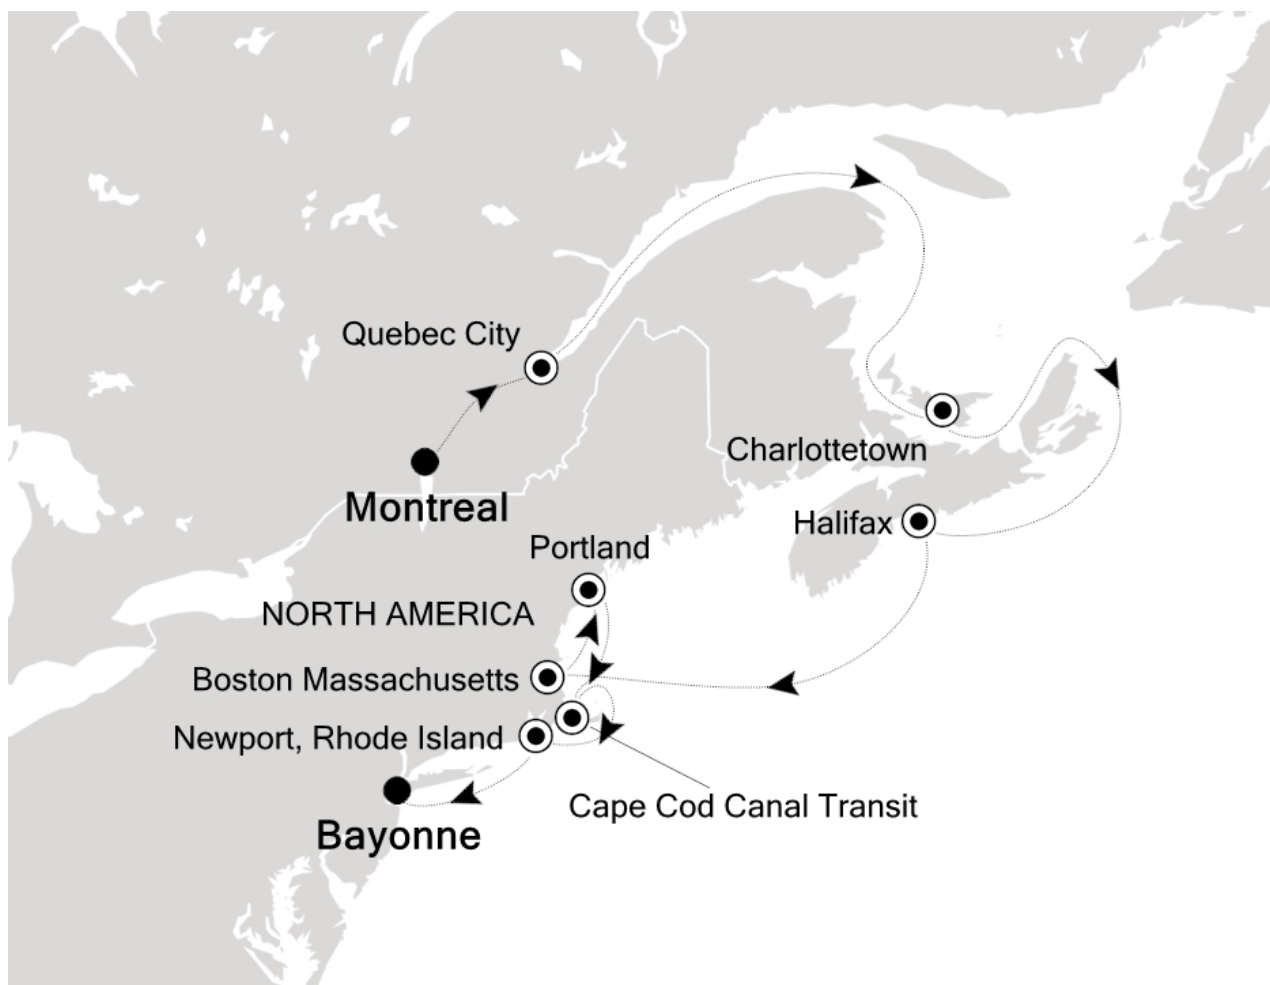 Quebec City
Charlottetown
Montreal
Halifax
Portland
NORTH AMERICA
Boston Massachusetts
Newport, Rhode Island
Cape Cod Canal Transit
Bayonne